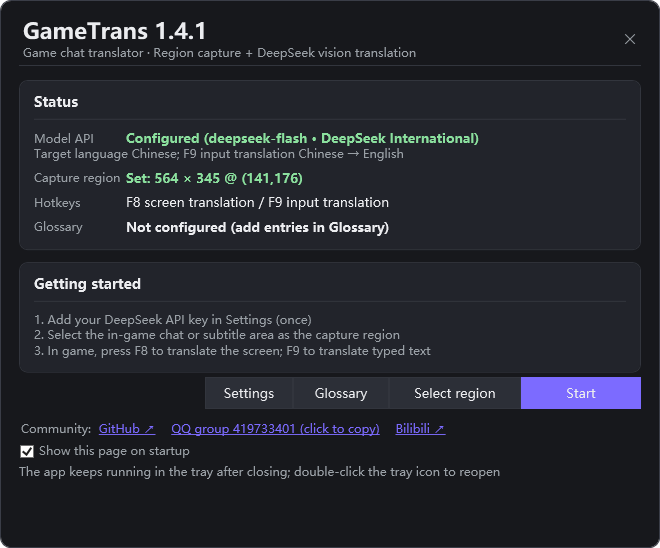 GameTrans 1.4.1
Game chat translator · Region capture + DeepSeek vision translation
Status
Model API Configured (deepseek-flash • DeepSeek International)
Target language Chinese; F9 input translation Chinese → English
Capture region Set: 564 × 345 @ (141,176)
Hotkeys F8 screen translation / F9 input translation
Glossary Not configured (add entries in Glossary)
Getting started
1. Add your DeepSeek API key in Settings (once)
2. Select the in-game chat or subtitle area as the capture region
3. In game, press F8 to translate the screen; F9 to translate typed text
Settings Glossary Select region Start
Community: GitHub ↗ QQ group 419733401 (click to copy) Bilibili ↗
Show this page on startup
The app keeps running in the tray after closing; double-click the tray icon to reopen